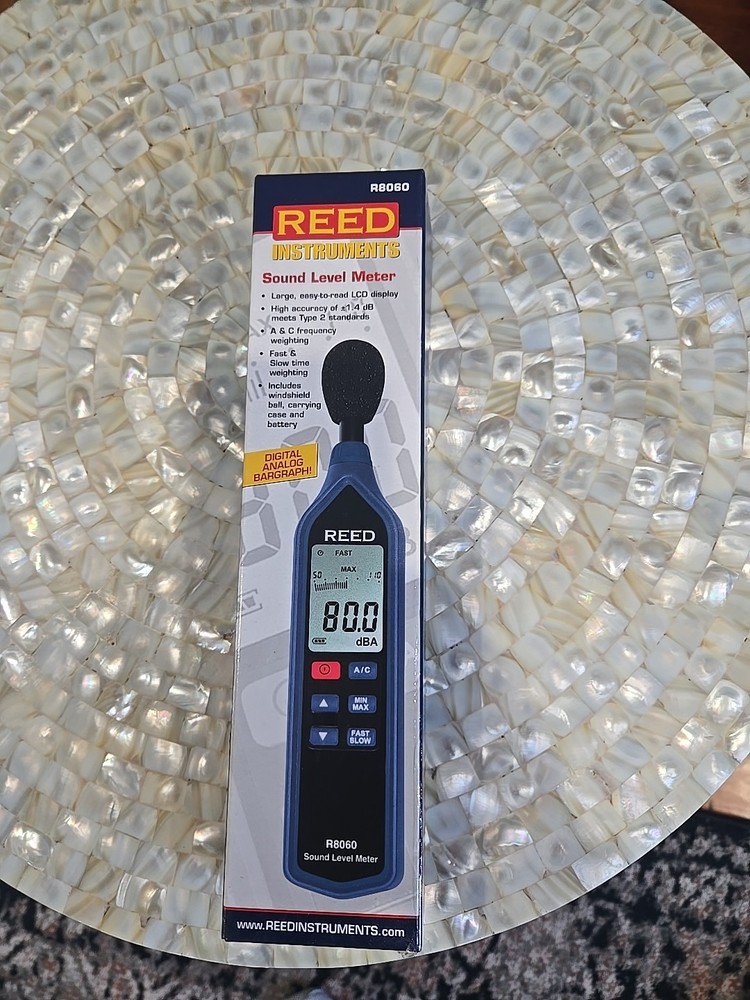 R8060
REED
INSTRUMENTS
Sound Level Meter
• Large, easy-to-read LCD display
• High accuracy of ±1.4 dB
meets Type 2 standards
• A & C frequency
weighting
• Fast &
Slow time
weighting
• Includes
windshield
ball, carrying
case and
battery
DIGITAL
ANALOG
BARGRAPH!
REED
FAST
MAX
50 110
80.0
dBA
A/C
▲ MIN
MAX
▼ FAST
SLOW
R8060
Sound Level Meter
www.REEDINSTRUMENTS.com